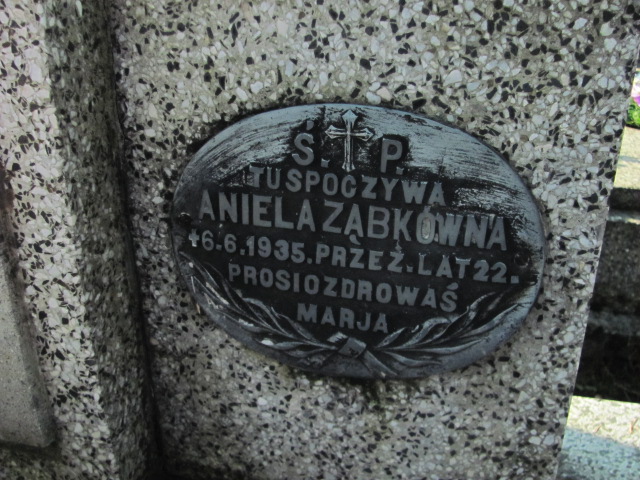 Ś. P.
TU SPOCZYWA
ANIELA ZĄBKÓWNA
+6.6.1935. PRZEŻ. LAT 22.
PROSI O ZDROWAŚ
MARJA